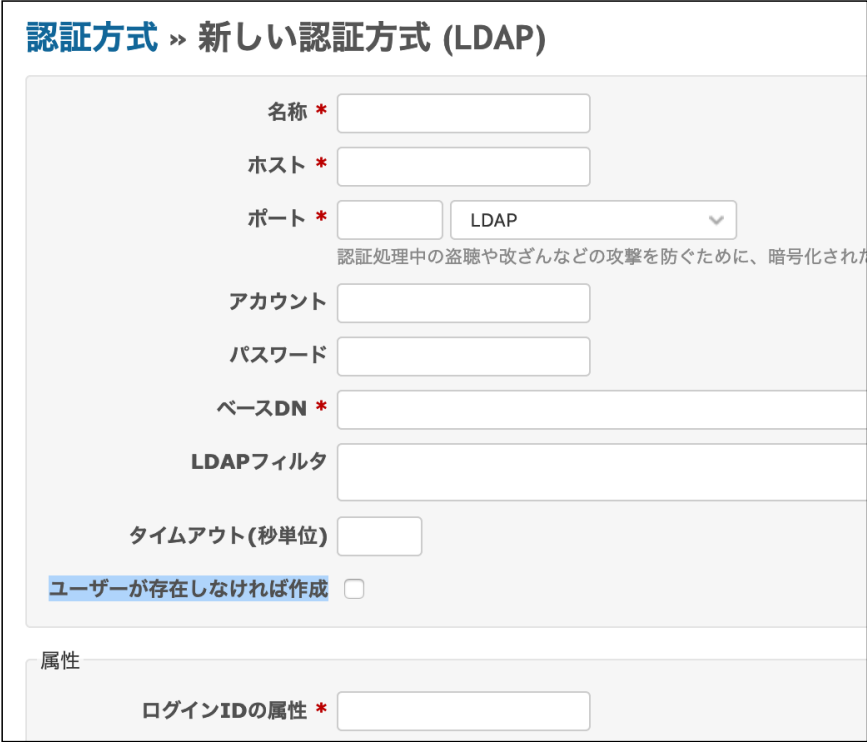 認証方式 » 新しい認証方式 (LDAP)
名称 *
ホスト *
ポート * LDAP
認証処理中の盗聴や改ざんなどの攻撃を防ぐために、暗号化された
アカウント
パスワード
ベースDN *
LDAPフィルタ
タイムアウト(秒単位)
ユーザーが存在しなければ作成
属性
ログインIDの属性 *